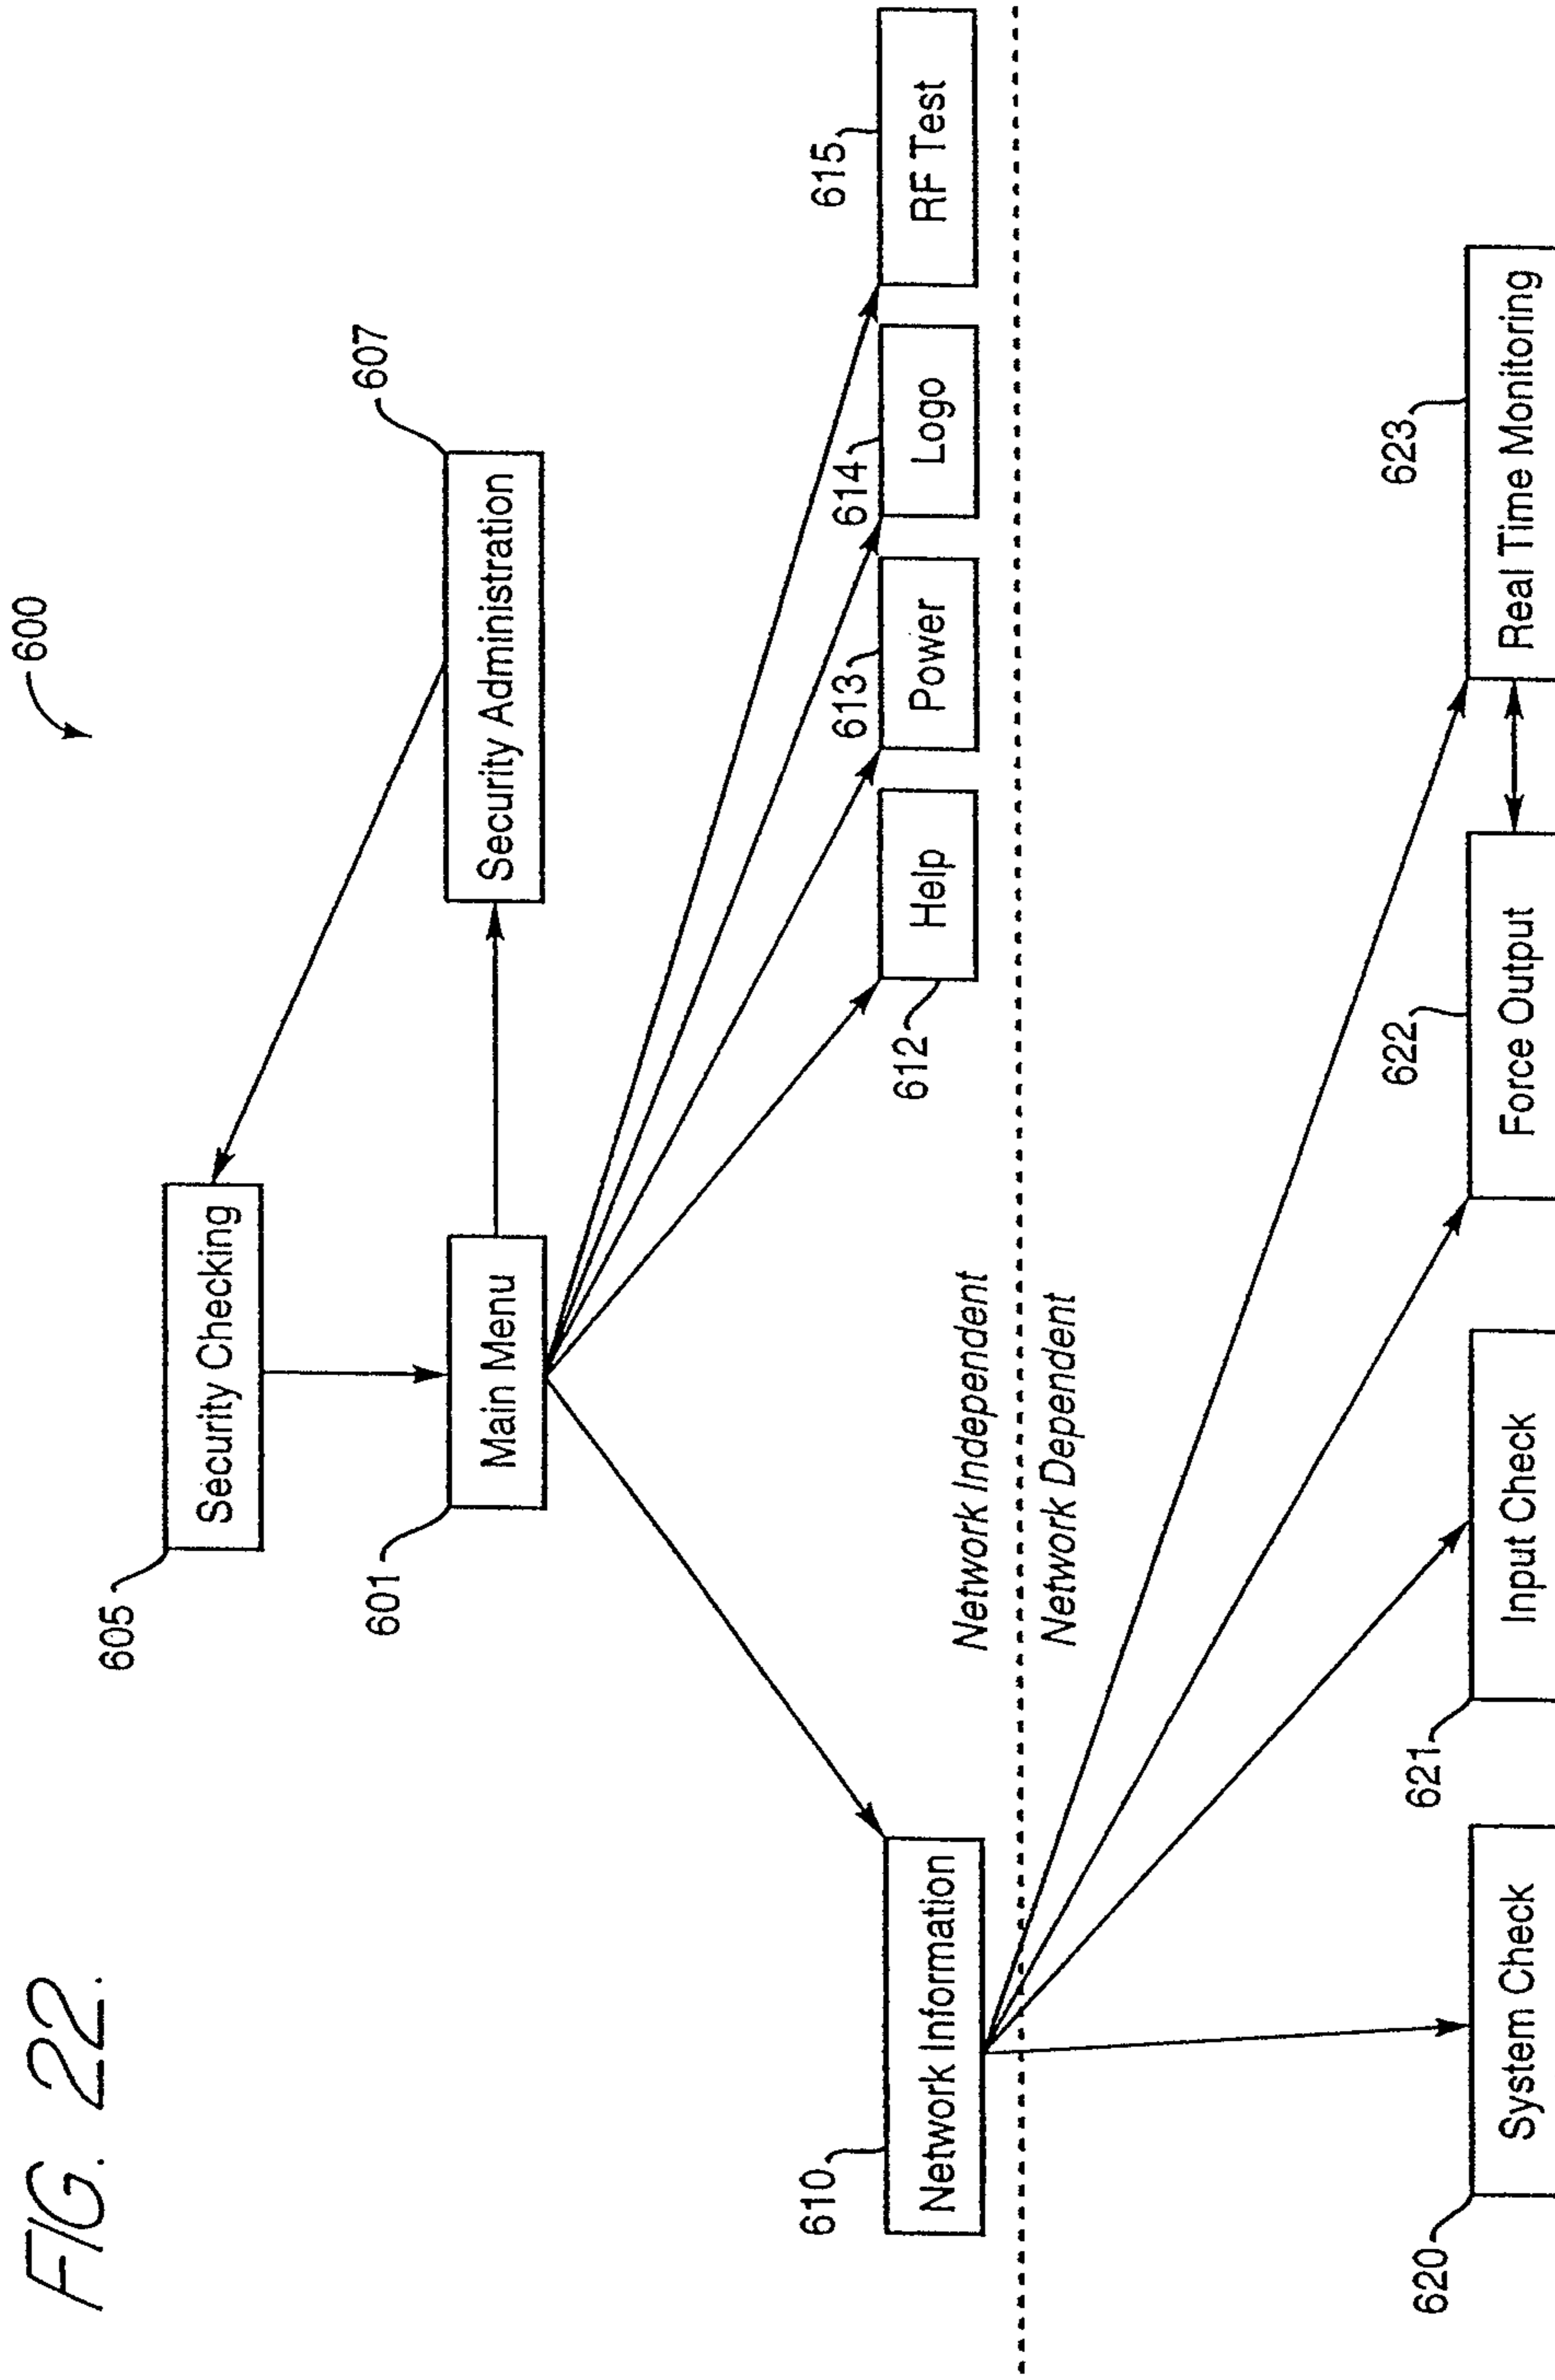 FIG. 22.
600
605
Security Checking
607
601
Main Menu
Security Administration
610
Network Information
612
Help
613
Power
614
Logo
615
RF Test
Network Independent
Network Dependent
620
System Check
621
Input Check
622
Force Output
623
Real Time Monitoring